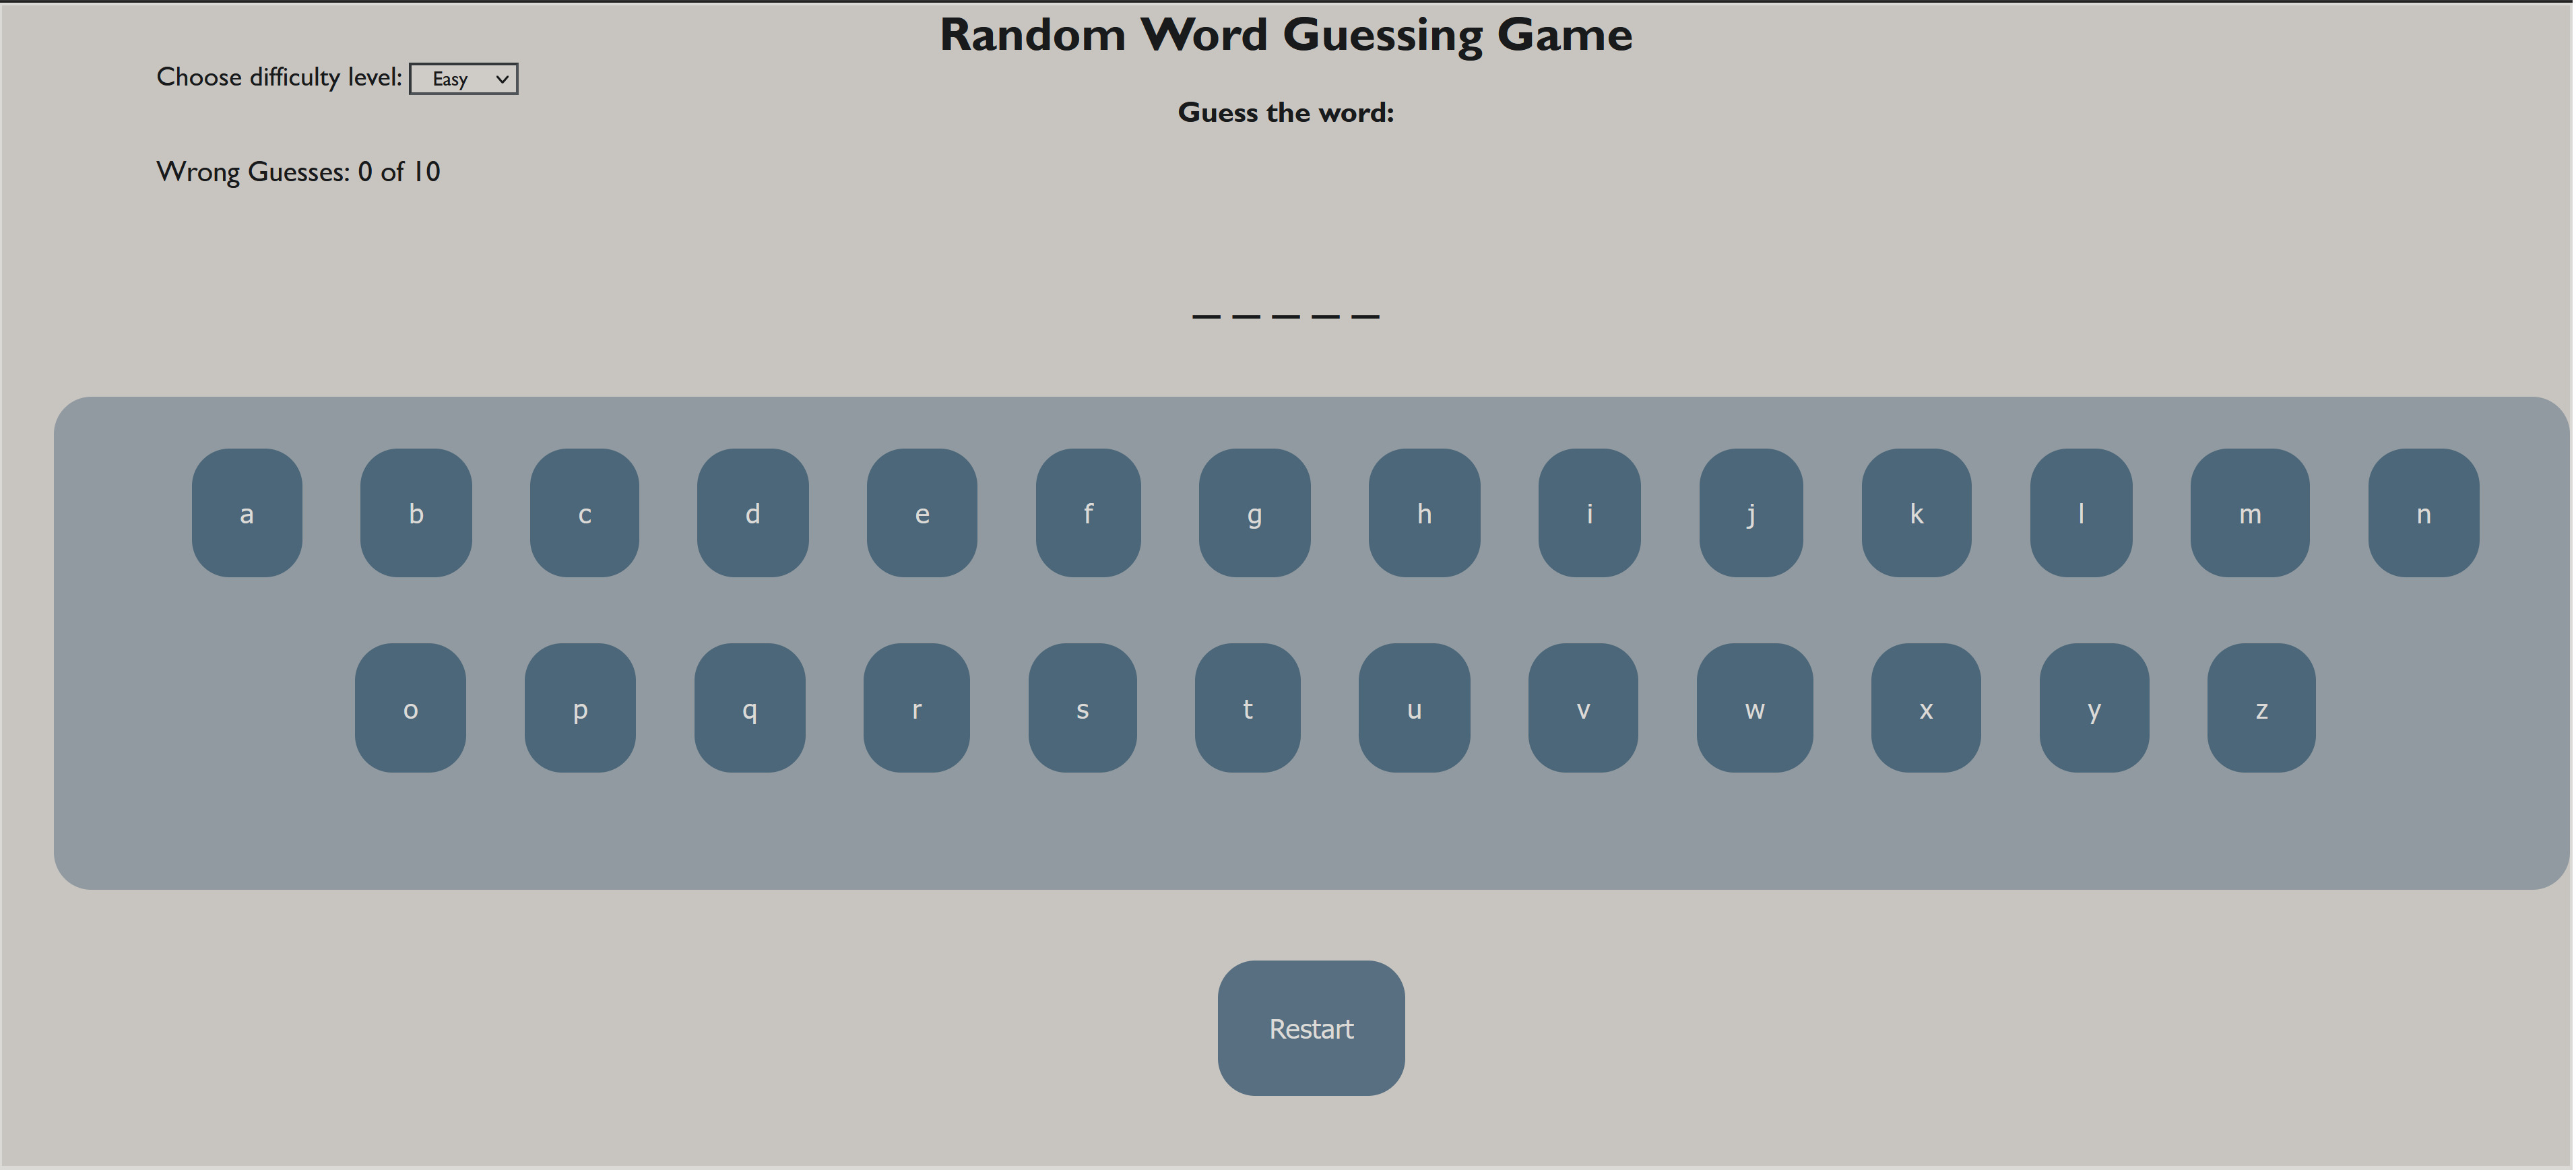 Random Word Guessing Game
Choose difficulty level: Easy
Guess the word:
Wrong Guesses: 0 of 10
_ _ _ _ _
a b c d e f g h i j k l m n
o p q r s t u v w x y z
Restart